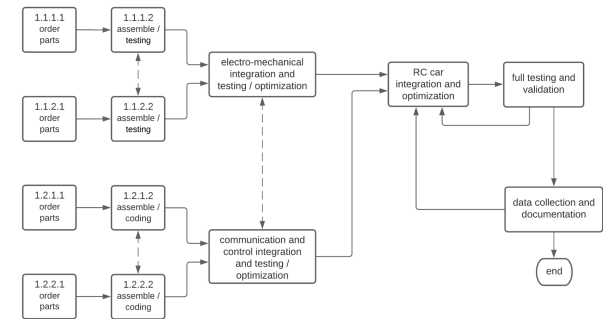 1.1.1.1
order
parts
1.1.1.2
assemble /
testing
1.1.2.1
order
parts
1.1.2.2
assemble /
testing
electro-mechanical
integration and
testing / optimization
RC car
integration and
optimization
full testing and
validation
1.2.1.1
order
parts
1.2.1.2
assemble /
coding
1.2.2.1
order
parts
1.2.2.2
assemble /
coding
communication and
control integration
and testing /
optimization
data collection and
documentation
end